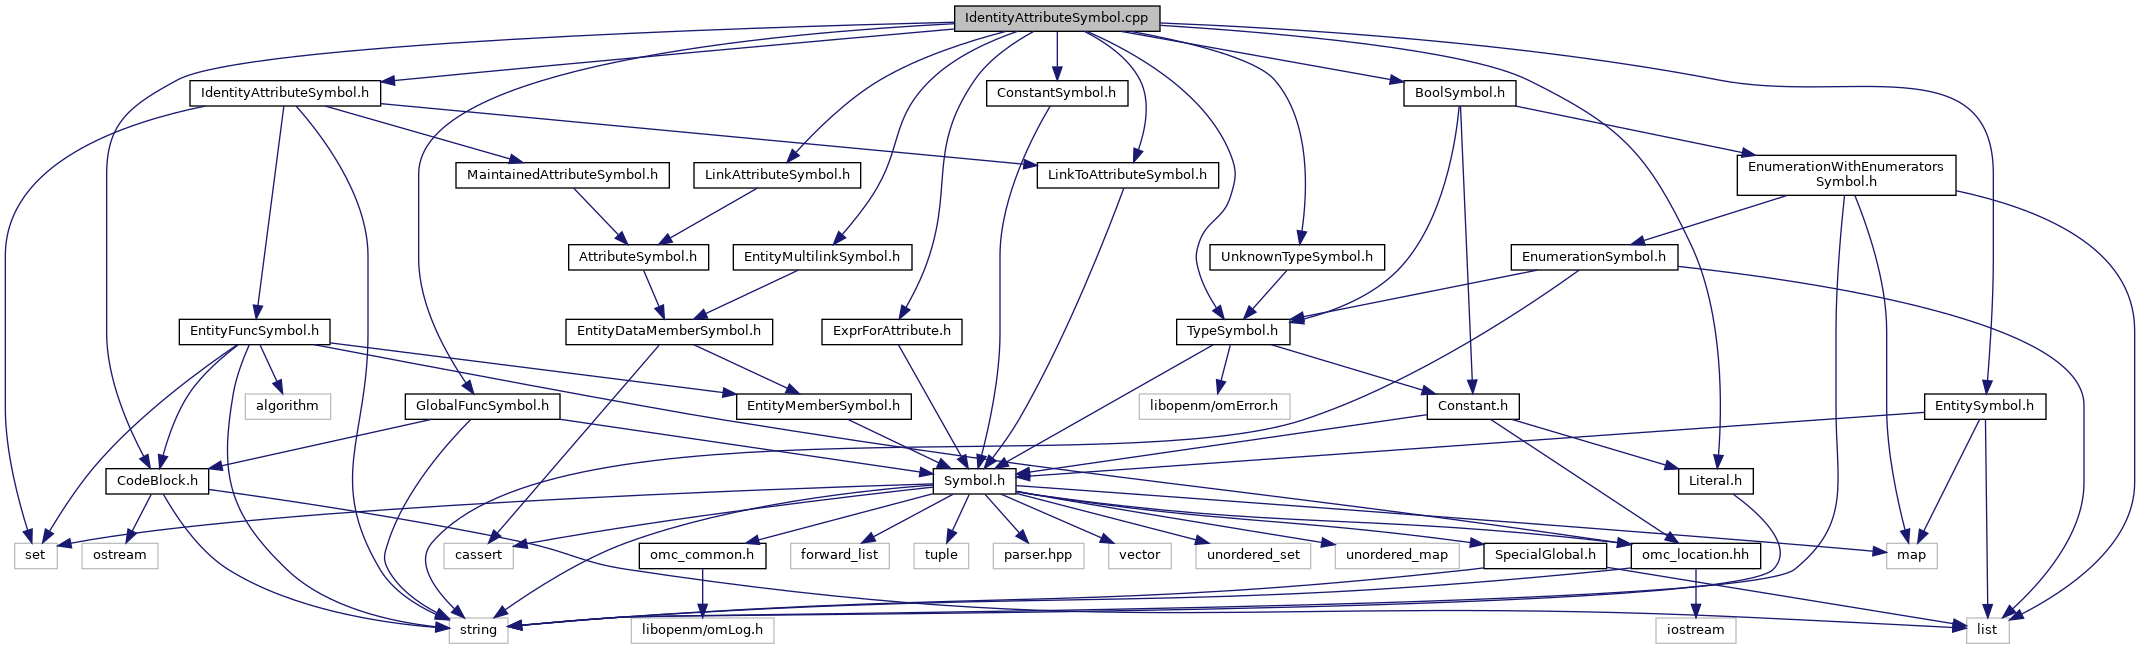 IdentityAttributeSymbol.cpp
IdentityAttributeSymbol.h
ConstantSymbol.h
BoolSymbol.h
MaintainedAttributeSymbol.h
LinkAttributeSymbol.h
LinkToAttributeSymbol.h
EnumerationWithEnumerators
Symbol.h
AttributeSymbol.h
EntityMultilinkSymbol.h
UnknownTypeSymbol.h
EnumerationSymbol.h
EntityFuncSymbol.h
EntityDataMemberSymbol.h
ExprForAttribute.h
TypeSymbol.h
algorithm
GlobalFuncSymbol.h
EntityMemberSymbol.h
libopenm/omError.h
Constant.h
EntitySymbol.h
CodeBlock.h
Symbol.h
Literal.h
set
ostream
cassert
omc_common.h
forward_list
tuple
parser.hpp
vector
unordered_set
unordered_map
SpecialGlobal.h
omc_location.hh
map
string
libopenm/omLog.h
iostream
list